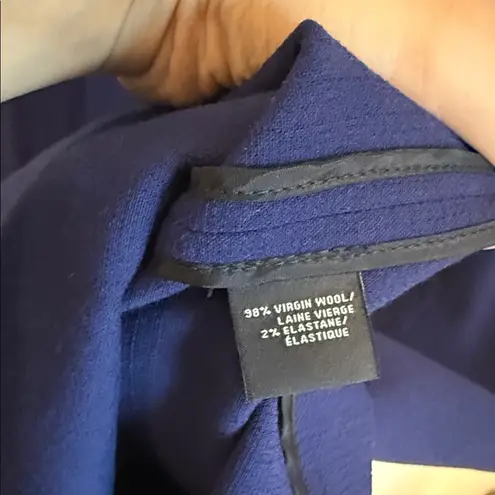 98% VIRGIN WOOL/
LAINE VIERGE
2% ELASTANE/
ÉLASTIQUE